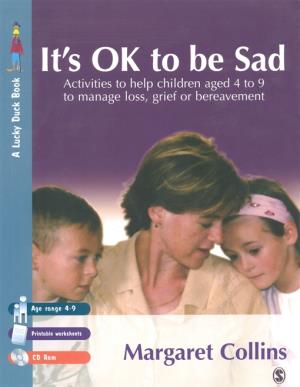 A Lucky Duck Book
It's OK to be Sad
Activities to help children aged 4 to 9
to manage loss, grief or bereavement
Age range 4-9
Printable worksheets
CD Rom
Margaret Collins